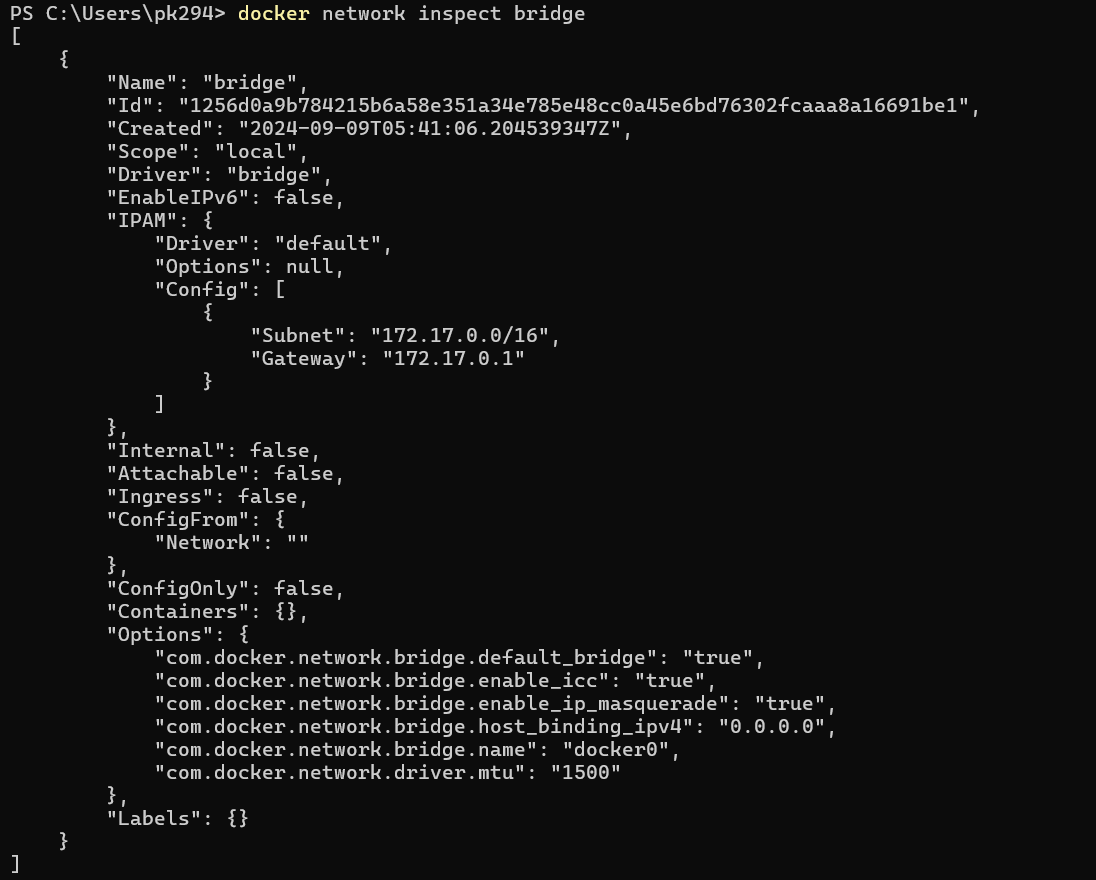 PS C:\Users\pk294> docker network inspect bridge
[
    {
        "Name": "bridge",
        "Id": "1256d0a9b784215b6a58e351a34e785e48cc0a45e6bd76302fcaaa8a16691be1",
        "Created": "2024-09-09T05:41:06.204539347Z",
        "Scope": "local",
        "Driver": "bridge",
        "EnableIPv6": false,
        "IPAM": {
            "Driver": "default",
            "Options": null,
            "Config": [
                {
                    "Subnet": "172.17.0.0/16",
                    "Gateway": "172.17.0.1"
                }
            ]
        },
        "Internal": false,
        "Attachable": false,
        "Ingress": false,
        "ConfigFrom": {
            "Network": ""
        },
        "ConfigOnly": false,
        "Containers": {},
        "Options": {
            "com.docker.network.bridge.default_bridge": "true",
            "com.docker.network.bridge.enable_icc": "true",
            "com.docker.network.bridge.enable_ip_masquerade": "true",
            "com.docker.network.bridge.host_binding_ipv4": "0.0.0.0",
            "com.docker.network.bridge.name": "docker0",
            "com.docker.network.driver.mtu": "1500"
        },
        "Labels": {}
    }
]